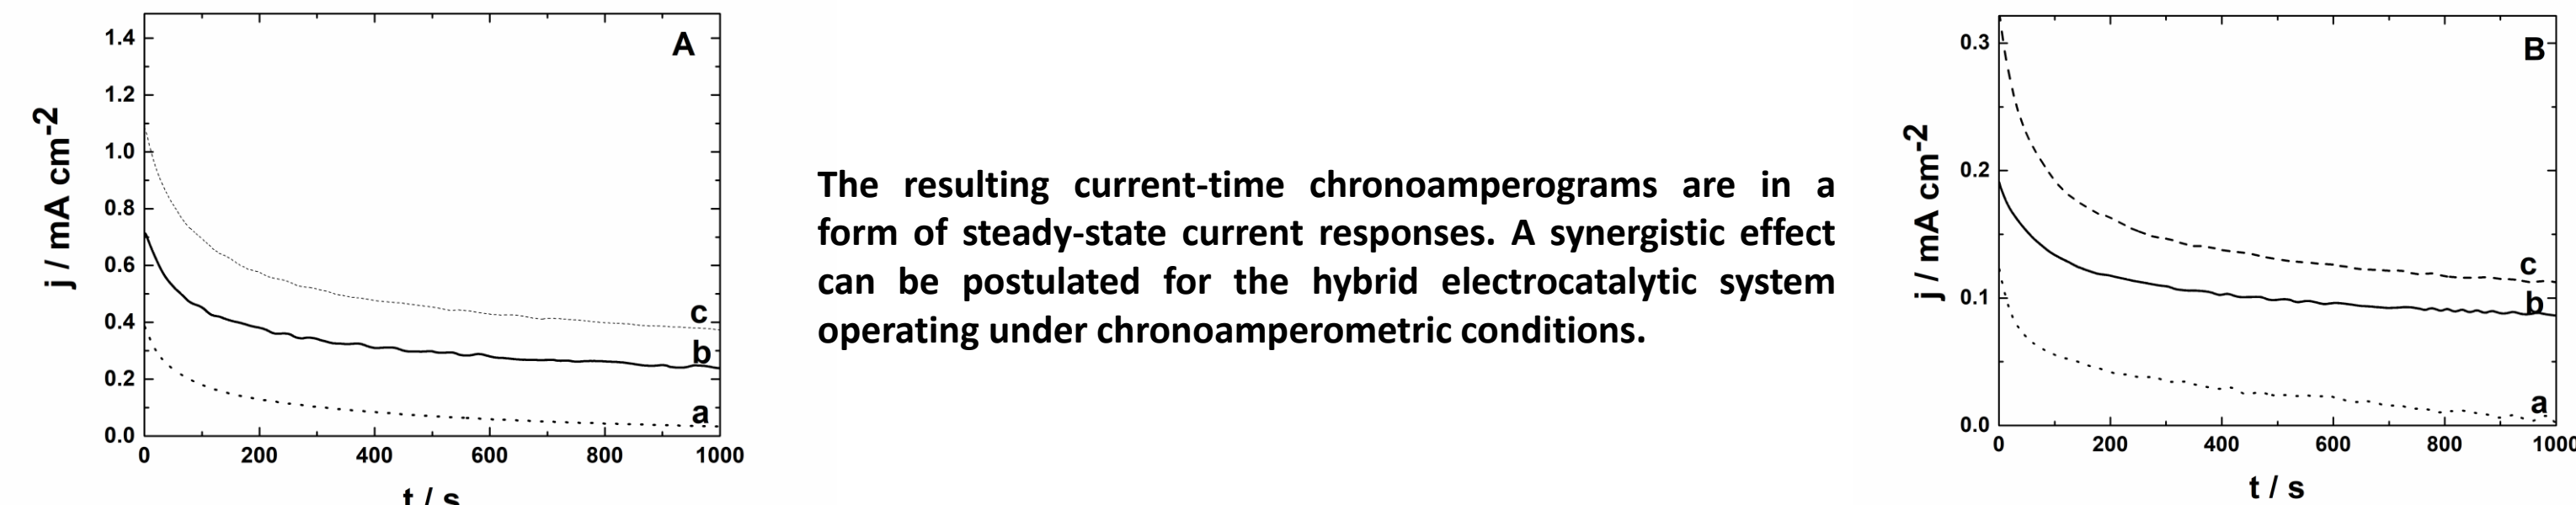 A
1.4
1.2
1.0
0.8
0.6
0.4
0.2
0.0
j / mA cm-2
c
b
a
0 200 400 600 800 1000
t / s
The resulting current-time chronoamperograms are in a
form of steady-state current responses. A synergistic effect
can be postulated for the hybrid electrocatalytic system
operating under chronoamperometric conditions.
B
0.3
0.2
0.1
0.0
j / mA cm-2
c
b
a
0 200 400 600 800 1000
t / s